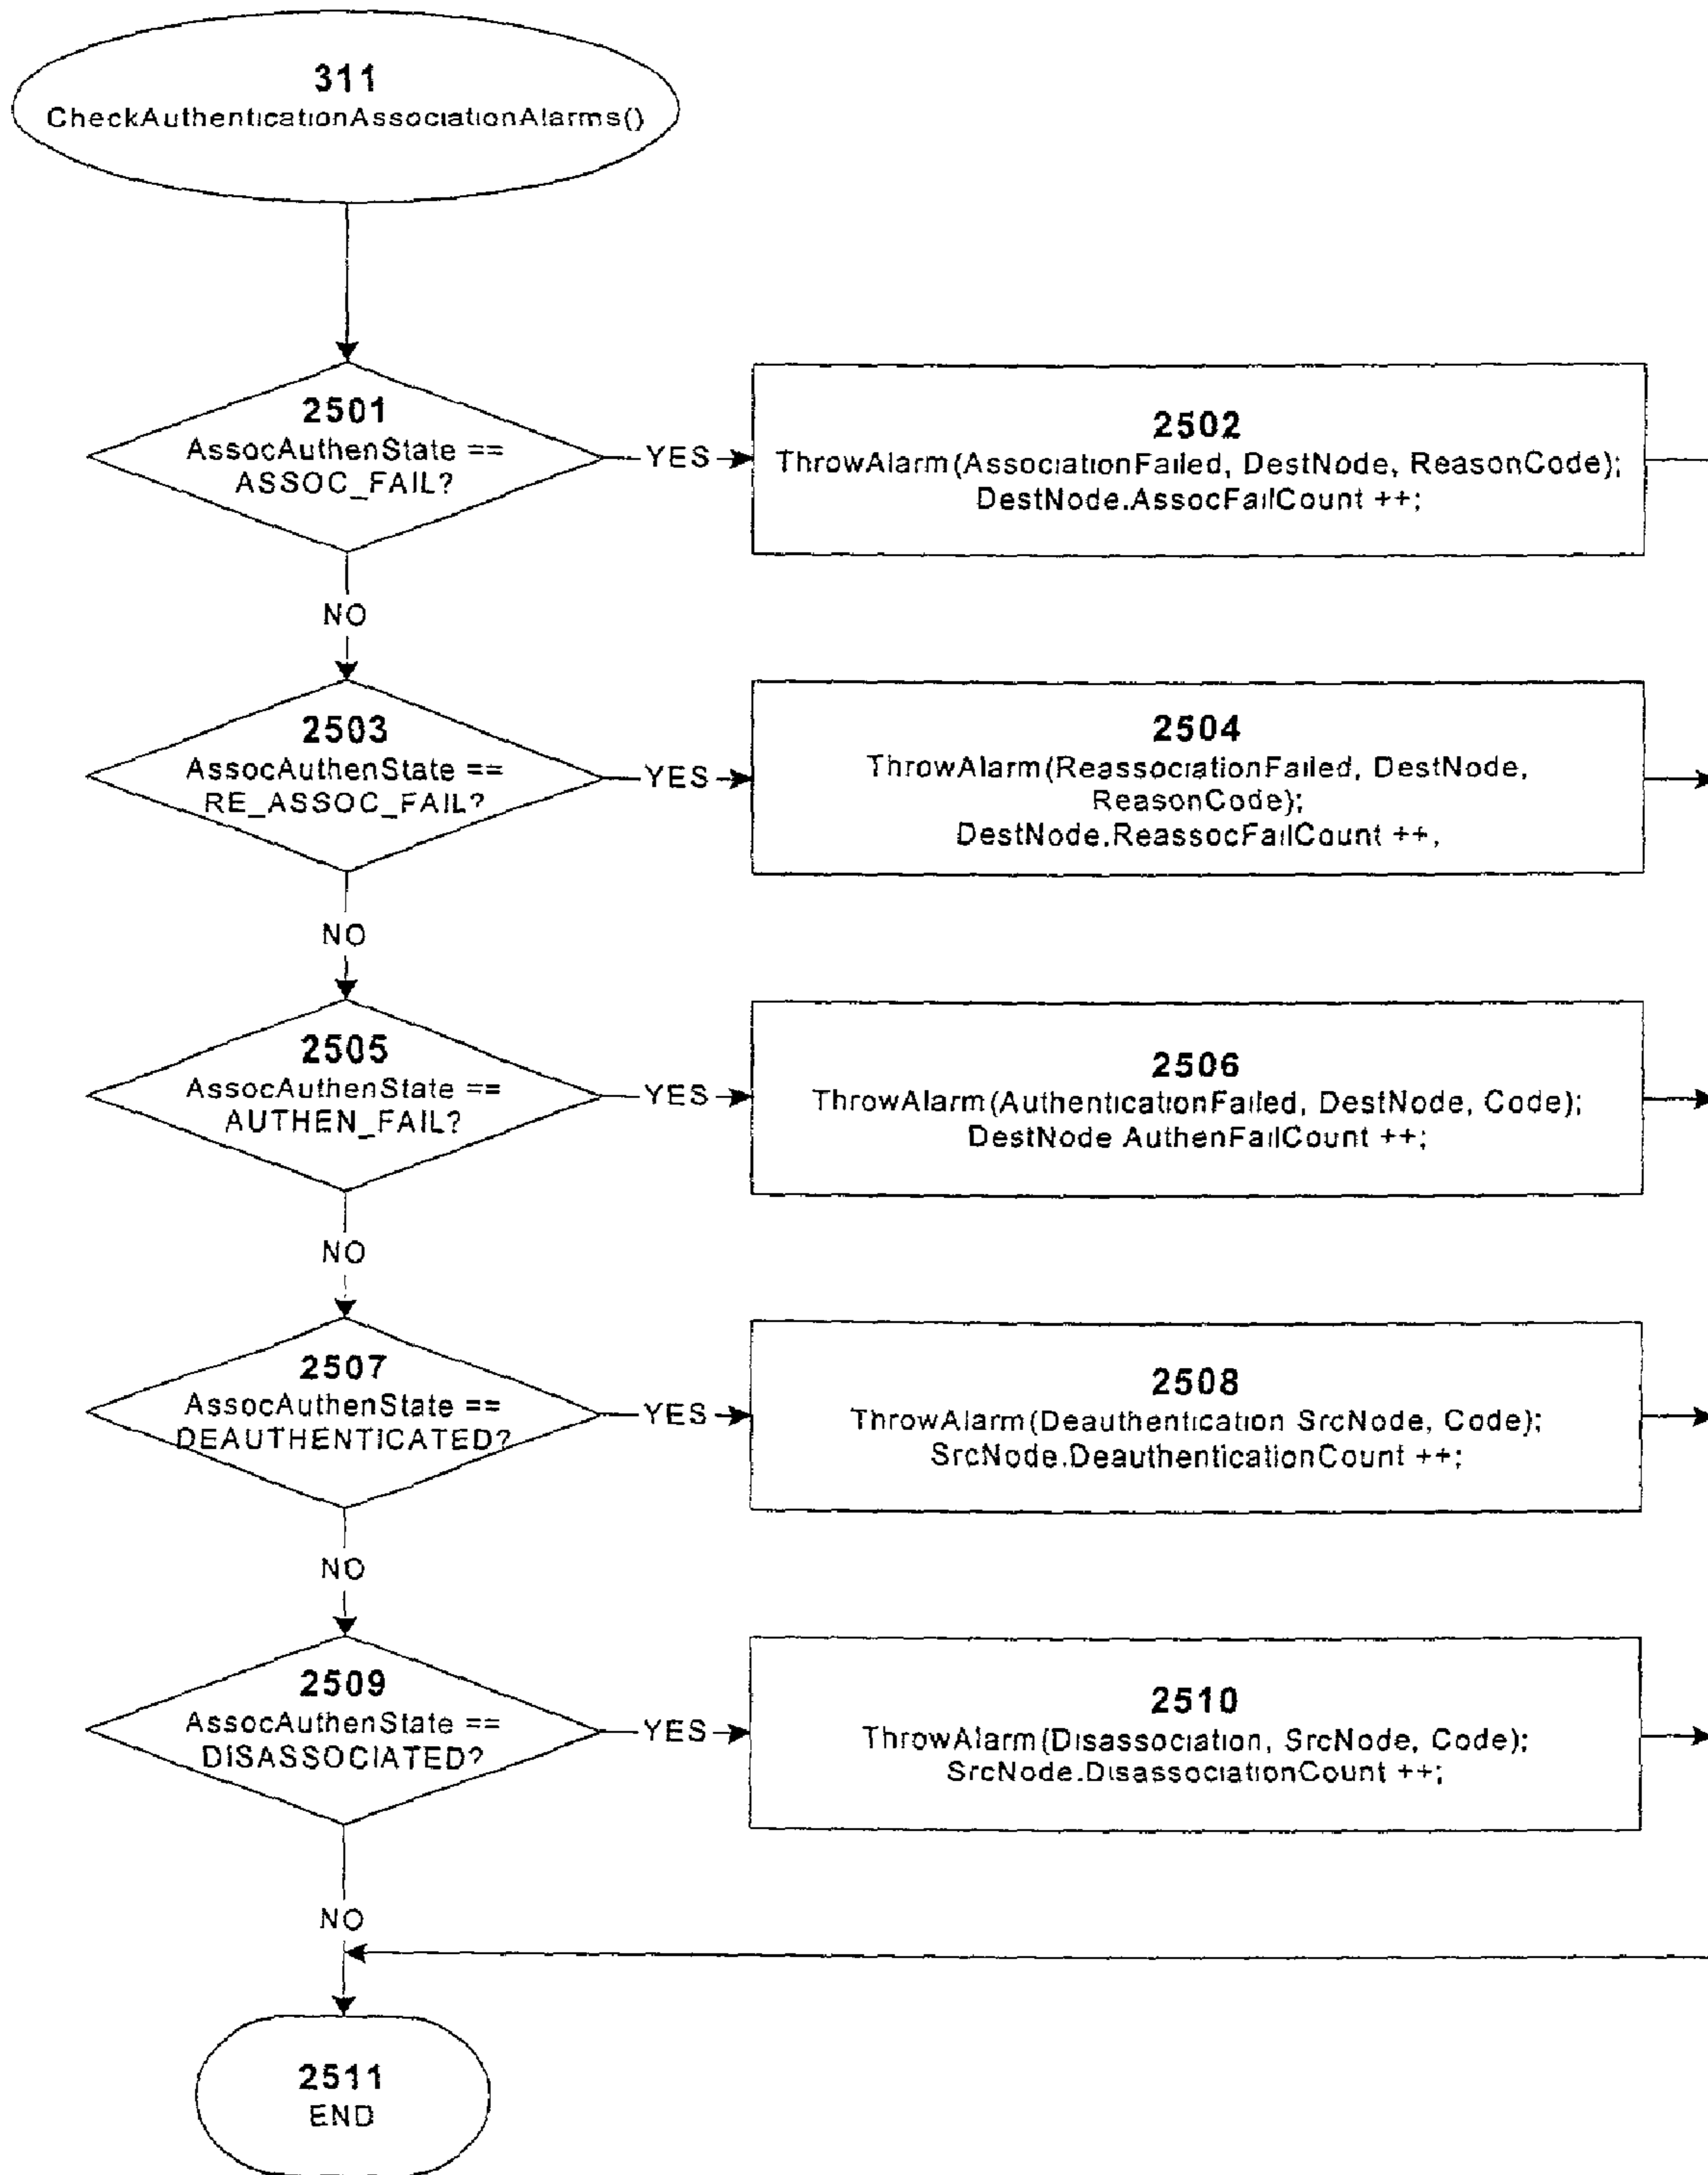 311
CheckAuthenticationAssociationAlarms()
2501
AssocAuthenState ==
ASSOC_FAIL?
YES
2502
ThrowAlarm(AssociationFailed, DestNode, ReasonCode);
DestNode.AssocFailCount ++;
NO
2503
AssocAuthenState ==
RE_ASSOC_FAIL?
YES
2504
ThrowAlarm(ReassociationFailed, DestNode,
ReasonCode);
DestNode.ReassocFailCount ++,
NO
2505
AssocAuthenState ==
AUTHEN_FAIL?
YES
2506
ThrowAlarm(AuthenticationFailed, DestNode, Code);
DestNode AuthenFailCount ++;
NO
2507
AssocAuthenState ==
DEAUTHENTICATED?
YES
2508
ThrowAlarm(Deauthentication SrcNode, Code);
SrcNode.DeauthenticationCount ++;
NO
2509
AssocAuthenState ==
DISASSOCIATED?
YES
2510
ThrowAlarm(Disassociation, SrcNode, Code);
SrcNode.DisassociationCount ++;
NO
2511
END